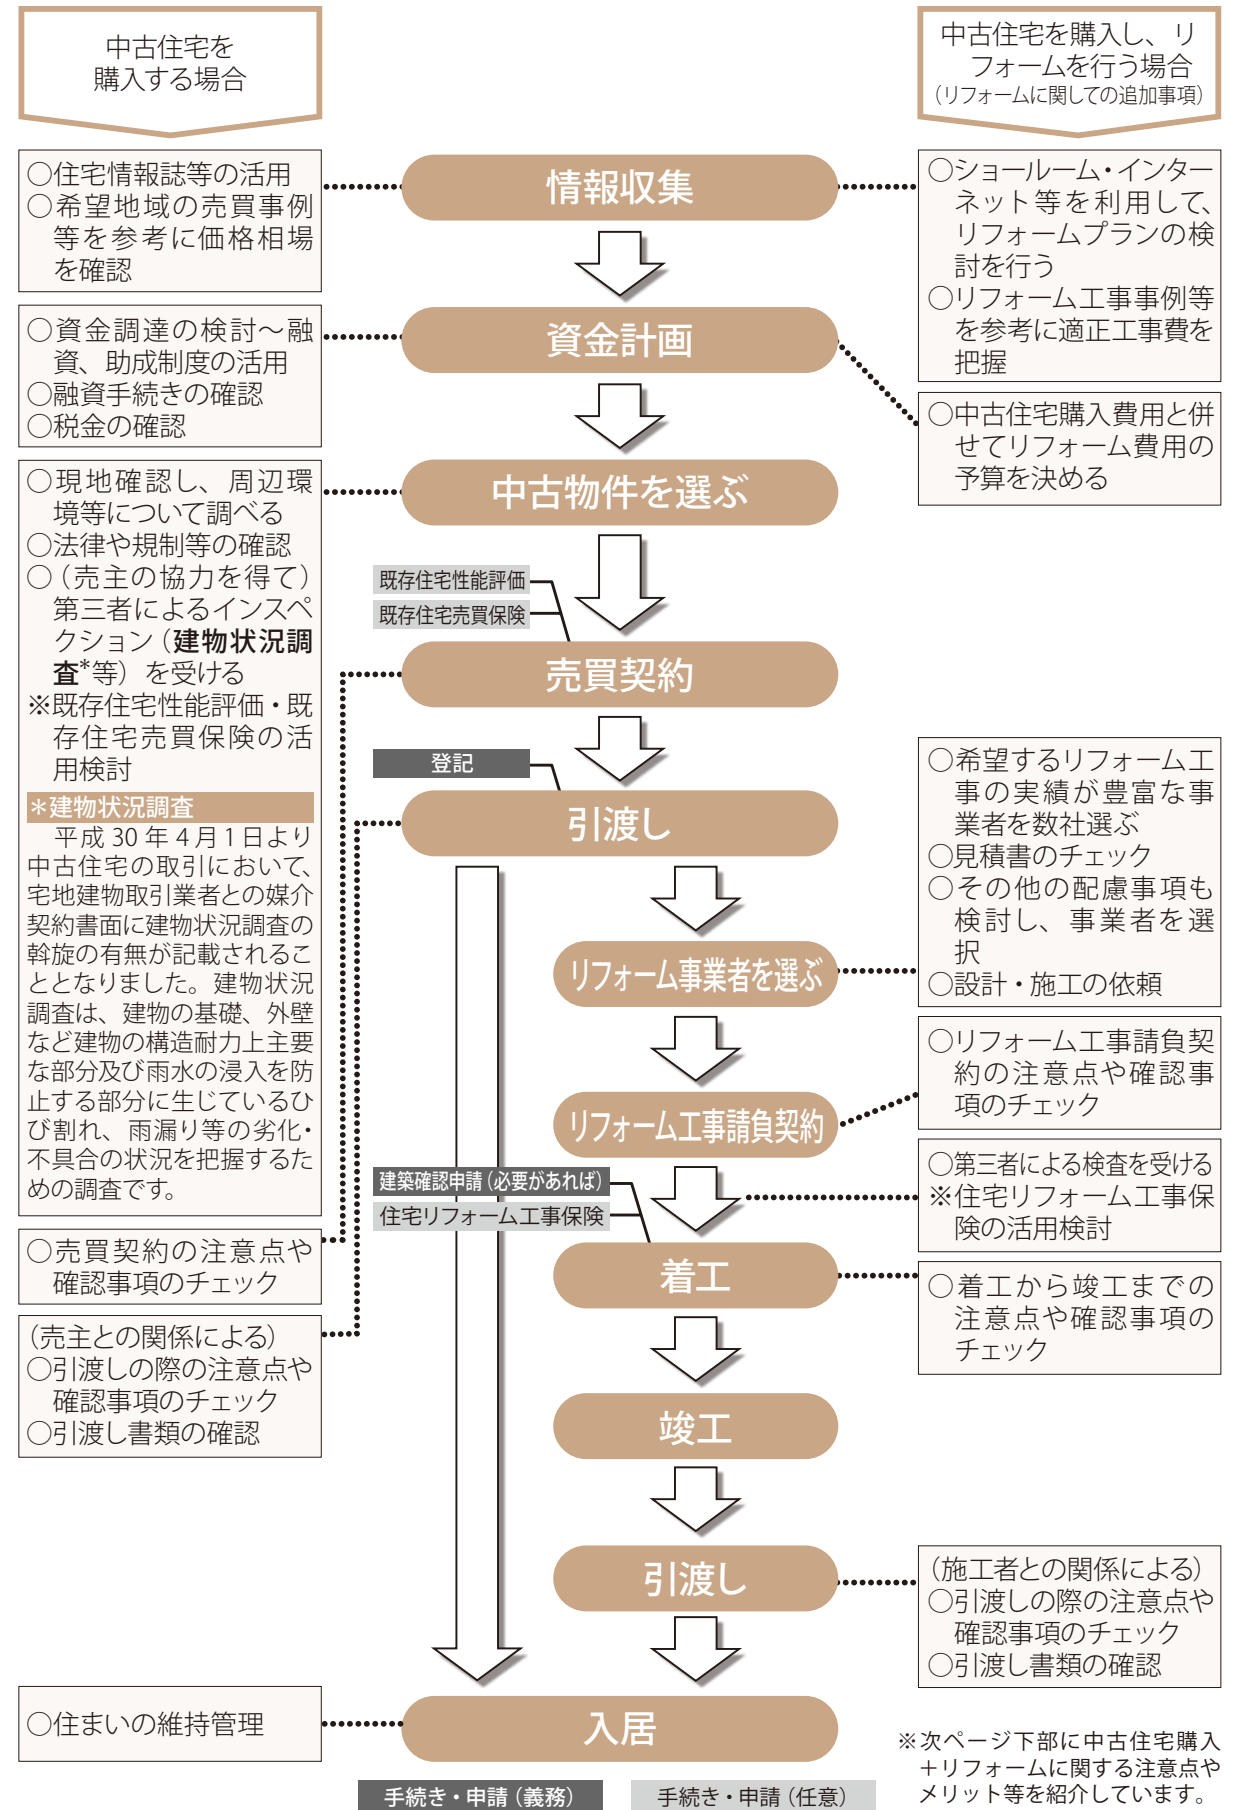 中古住宅を
購入する場合
中古住宅を購入し、リ
フォームを行う場合
（リフォームに関しての追加事項）
○住宅情報誌等の活用
○希望地域の売買事例
等を参考に価格相場
を確認
情報収集
○ショールーム・インター
ネット等を利用して、
リフォームプランの検
討を行う
○リフォーム工事事例等
を参考に適正工事費を
把握
○資金調達の検討～融
資、助成制度の活用
○融資手続きの確認
○税金の確認
資金計画
○中古住宅購入費用と併
せてリフォーム費用の
予算を決める
○現地確認し、周辺環
境等について調べる
○法律や規制等の確認
○（売主の協力を得て）
第三者によるインスペ
クション（建物状況調
査*等）を受ける
※既存住宅性能評価・既
存住宅売買保険の活
用検討
＊建物状況調査
平成30年4月1日より
中古住宅の取引において、
宅地建物取引業者との媒介
契約書面に建物状況調査の
斡旋の有無が記載されるこ
ととなりました。建物状況
調査は、建物の基礎、外壁
など建物の構造耐力上主要
な部分及び雨水の浸入を防
止する部分に生じているひ
び割れ、雨漏り等の劣化・
不具合の状況を把握するた
めの調査です。
中古物件を選ぶ
既存住宅性能評価
既存住宅売買保険
売買契約
登記
引渡し
○希望するリフォーム工
事の実績が豊富な事
業者を数社選ぶ
○見積書のチェック
○その他の配慮事項も
検討し、事業者を選
択
○設計・施工の依頼
リフォーム事業者を選ぶ
○リフォーム工事請負契
約の注意点や確認事
項のチェック
リフォーム工事請負契約
○第三者による検査を受ける
※住宅リフォーム工事保
険の活用検討
建築確認申請（必要があれば）
住宅リフォーム工事保険
○売買契約の注意点や
確認事項のチェック
着工
○着工から竣工までの
注意点や確認事項の
チェック
（売主との関係による）
○引渡しの際の注意点や
確認事項のチェック
○引渡し書類の確認
竣工
引渡し
（施工者との関係による）
○引渡しの際の注意点や
確認事項のチェック
○引渡し書類の確認
○住まいの維持管理
入居
※次ページ下部に中古住宅購入
＋リフォームに関する注意点や
メリット等を紹介しています。
手続き・申請（義務）
手続き・申請（任意）